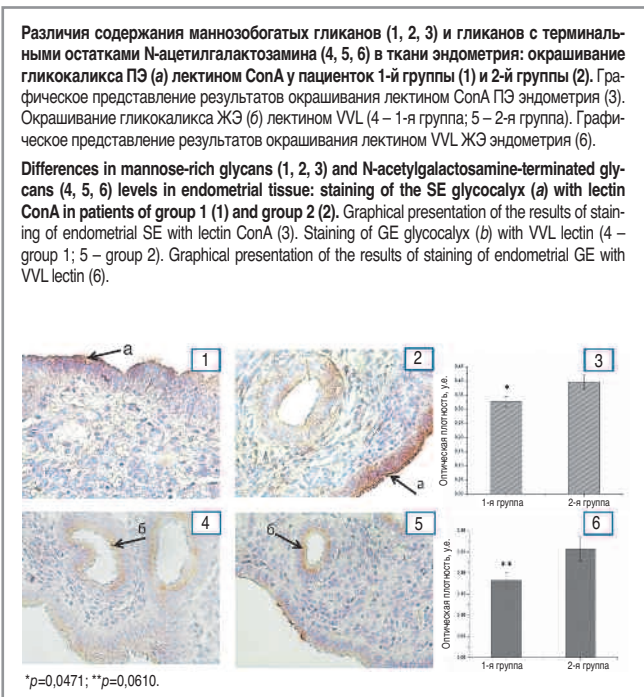 Различия содержания маннозобогатых гликанов (1, 2, 3) и гликанов с терминаль-
ными остатками N-ацетилгалактозамина (4, 5, 6) в ткани эндометрия: окрашивание
гликокаликса ПЭ (а) лектином ConA у пациенток 1-й группы (1) и 2-й группы (2). Гра-
фическое представление результатов окрашивания лектином ConA ПЭ эндометрия (3).
Окрашивание гликокаликса ЖЭ (б) лектином VVL (4 – 1-я группа; 5 – 2-я группа). Графи-
ческое представление результатов окрашивания лектином VVL ЖЭ эндометрия (6).
Differences in mannose-rich glycans (1, 2, 3) and N-acetylgalactosamine-terminated gly-
cans (4, 5, 6) levels in endometrial tissue: staining of the SE glycocalyx (a) with lectin
ConA in patients of group 1 (1) and group 2 (2). Graphical presentation of the results of stain-
ing of endometrial SE with lectin ConA (3). Staining of GE glycocalyx (b) with VVL lectin (4 –
group 1; 5 – group 2). Graphical presentation of the results of staining of endometrial GE with
VVL lectin (6).
а
1
2
а
3
Оптическая плотность, у.е.
*
1-я группа
2-я группа
б
4
б
5
6
Оптическая плотность, у.е.
**
1-я группа
2-я группа
*p=0,0471; **p=0,0610.